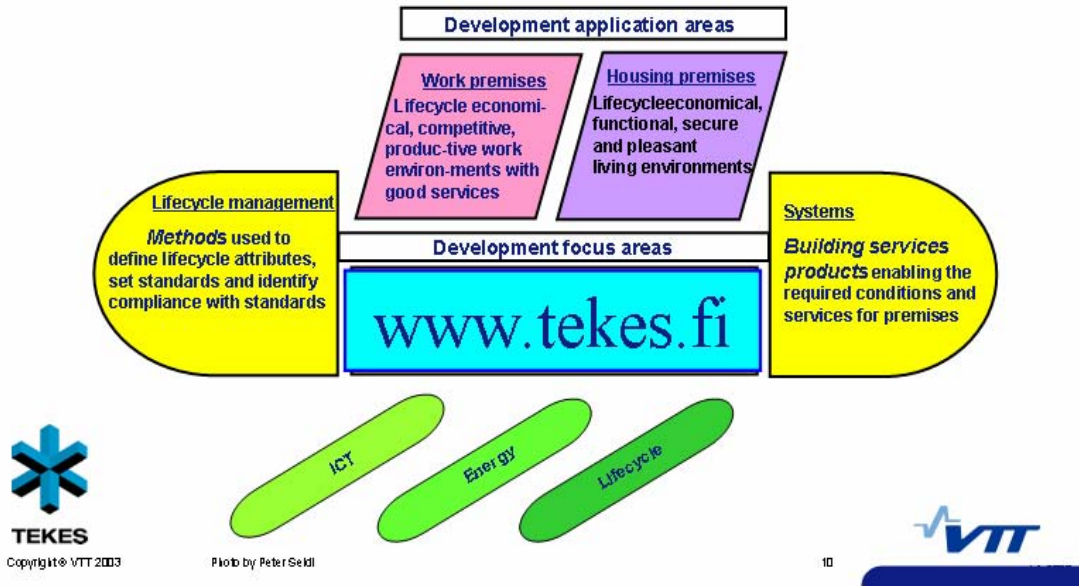 Development application areas
Work premises
Lifecycle economi-
cal, competitive,
produc-tive work
environ-ments with
good services
Housing premises
Lifecycleeconomical,
functional, secure
and pleasant
living environments
Lifecycle management
Methods used to
define lifecycle attributes,
set standards and identify
compliance with standards
Development focus areas
www.tekes.fi
Systems
Building services
products enabling the
required conditions and
services for premises
ICT
Energy
Lifecycle
TEKES
VTT
Copyright © VTT 2003
Photo by Peter Seidl
10